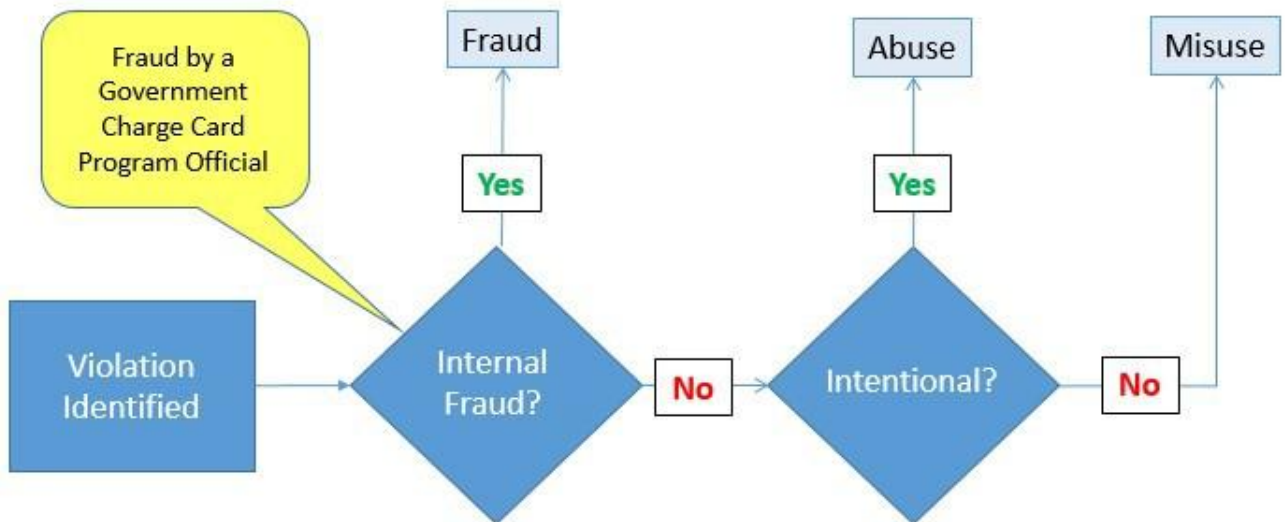 Fraud by a
Government
Charge Card
Program Official
Fraud
Abuse
Misuse
Yes
Yes
Violation
Identified
Internal
Fraud?
No
Intentional?
No